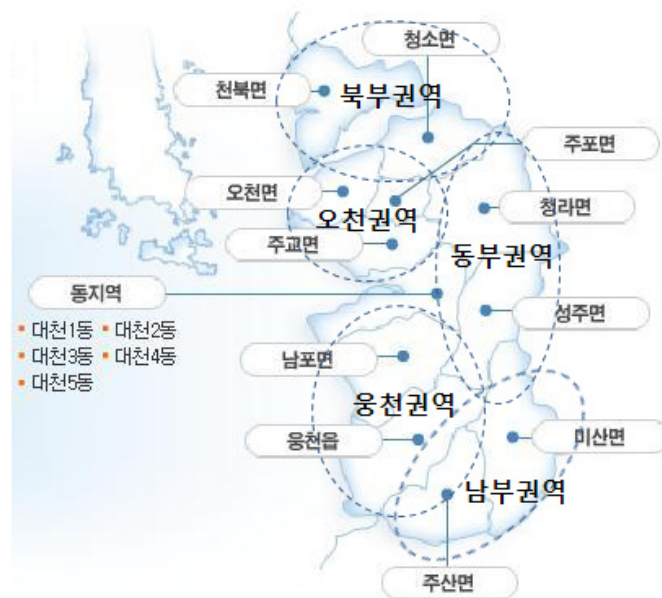 청소면
천북면
북부권역
주포면
오천면
청라면
오천권역
주교면
동부권역
동지역
성주면
▪ 대천1동 ▪ 대천2동
▪ 대천3동 ▪ 대천4동
▪ 대천5동
남포면
웅천권역
웅천읍
미산면
남부권역
주산면